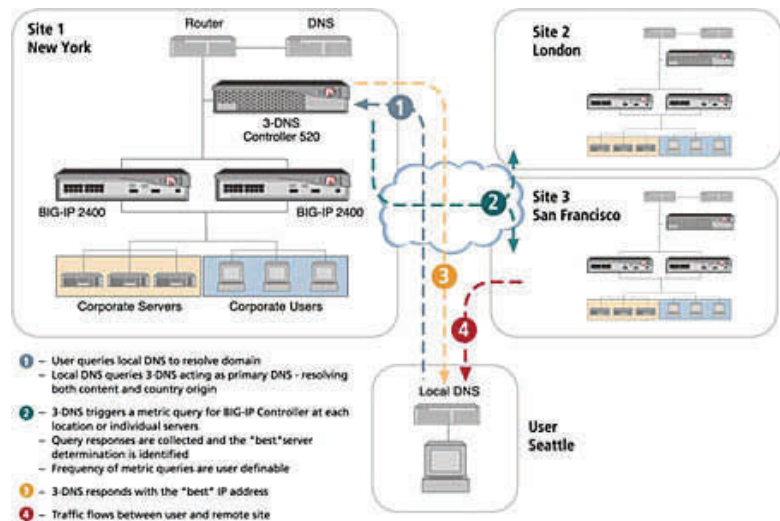 Site 1
New York
Router
DNS
3-DNS
Controller 520
BIG-IP 2400
BIG-IP 2400
Corporate Servers
Corporate Users
Site 2
London
Site 3
San Francisco
1
2
3
4
Local DNS
User
Seattle
1 – User queries local DNS to resolve domain
– Local DNS queries 3-DNS acting as primary DNS - resolving
both content and country origin
2 – 3-DNS triggers a metric query for BIG-IP Controller at each
location or individual servers
– Query responses are collected and the "best"server
determination is identified
– Frequency of metric queries are user definable
3 – 3-DNS responds with the "best" IP address
4 – Traffic flows between user and remote site